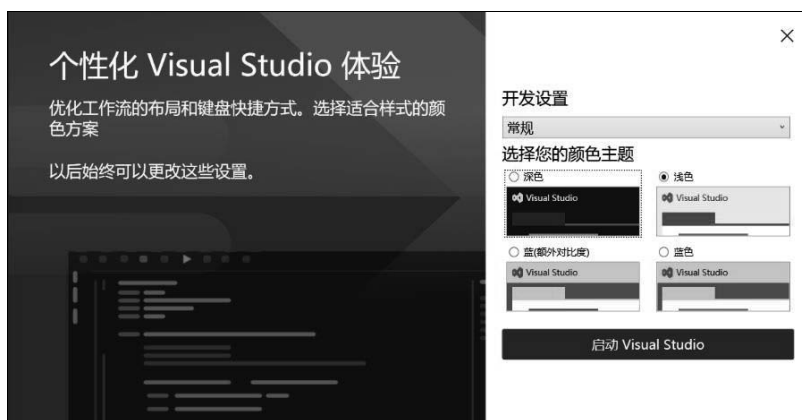 个性化 Visual Studio 体验
优化工作流的布局和键盘快捷方式。选择适合样式的颜
色方案
以后始终可以更改这些设置。
开发设置
常规
选择您的颜色主题
深色
浅色
Visual Studio
Visual Studio
蓝(额外对比度)
蓝色
Visual Studio
Visual Studio
启动 Visual Studio